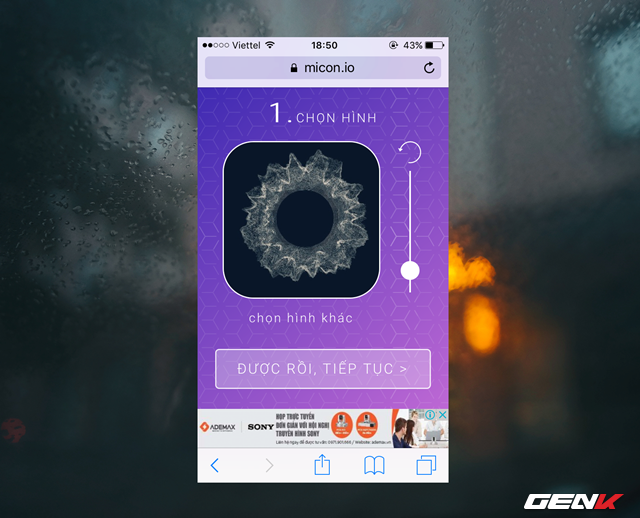 Viettel 18:50 43%
micon.io
1. CHỌN HÌNH
chọn hình khác
ĐƯỢC RỒI, TIẾP TỤC >
ADEMAX
SONY
HỌP TRỰC TUYẾN
ĐƠN GIẢN VỚI HỘI NGHỊ
TRUYỀN HÌNH SONY
GENK